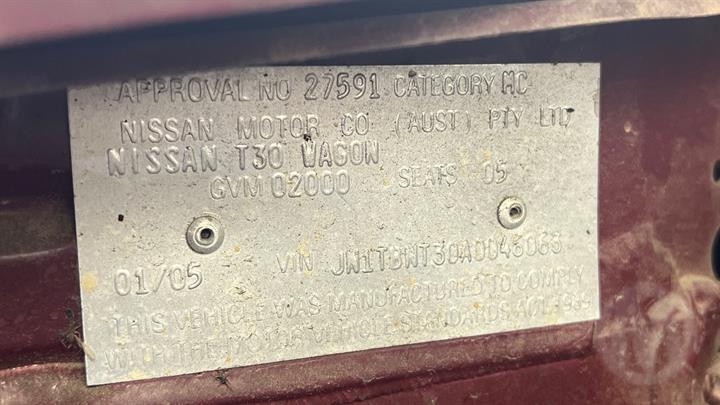 APPROVAL NO 27591 CATEGORY MC
NISSAN MOTOR CO (AUST) PTY LTD
NISSAN T30 WAGON
GVM 02000 SEATS 05
01/05 VIN
THIS VEHICLE WAS MANUFACTURED TO COMPLY
WITH THE MOTOR VEHICLE STANDARDS ACT 1989